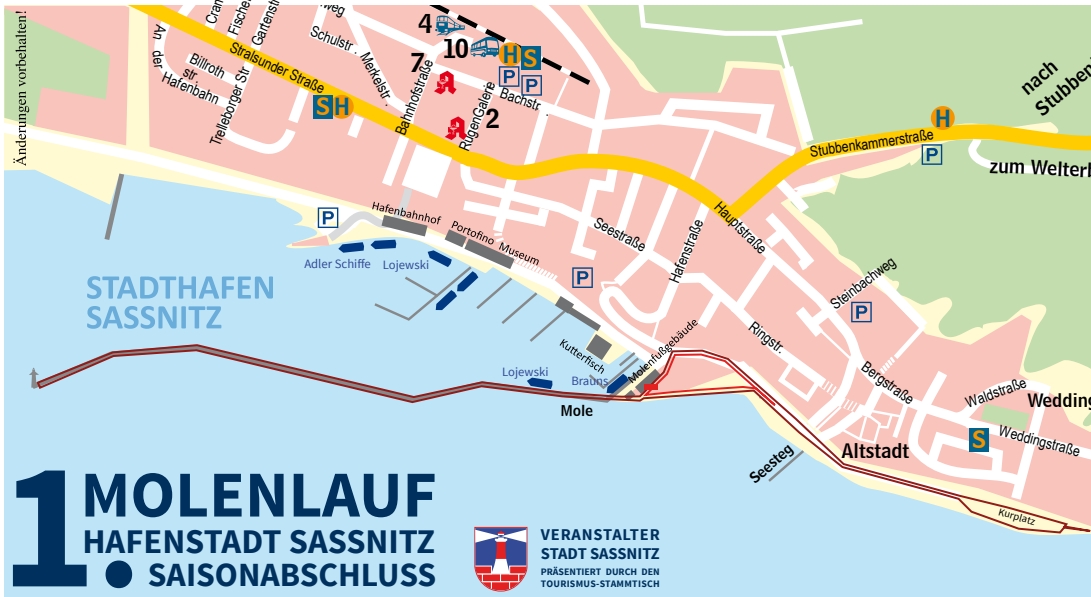 Änderungen vorbehalten!
An der
Hafenbahn
Billroth
str.
Trelleborger Str
Cran
Fische
Gartenst
weg
Schulstr.
Merkelstr.
Stralsunder Straße
S H
4
10
H S
7
P
P
Bachstr.
2
Bahnhofstraße
RügenGalerie
nach
Stubben
H
Stubbenkammerstraße
P
zum Welterb
P
Hafenbahnhof
Portofino
Museum
Adler Schiffe
Lojewski
Seestraße
Hafenstraße
Hauptstraße
P
Steinbachweg
P
STADTHAFEN
SASSNITZ
Kutterfisch
Molenfußgebäude
Ringstr.
Bergstraße
Lojewski
Brauns
Mole
Waldstraße
Wedding
S
Weddingstraße
Altstadt
Seesteg
Kurplatz
1. MOLENLAUF
HAFENSTADT SASSNITZ
SAISONABSCHLUSS
VERANSTALTER
STADT SASSNITZ
PRÄSENTIERT DURCH DEN
TOURISMUS-STAMMTISCH